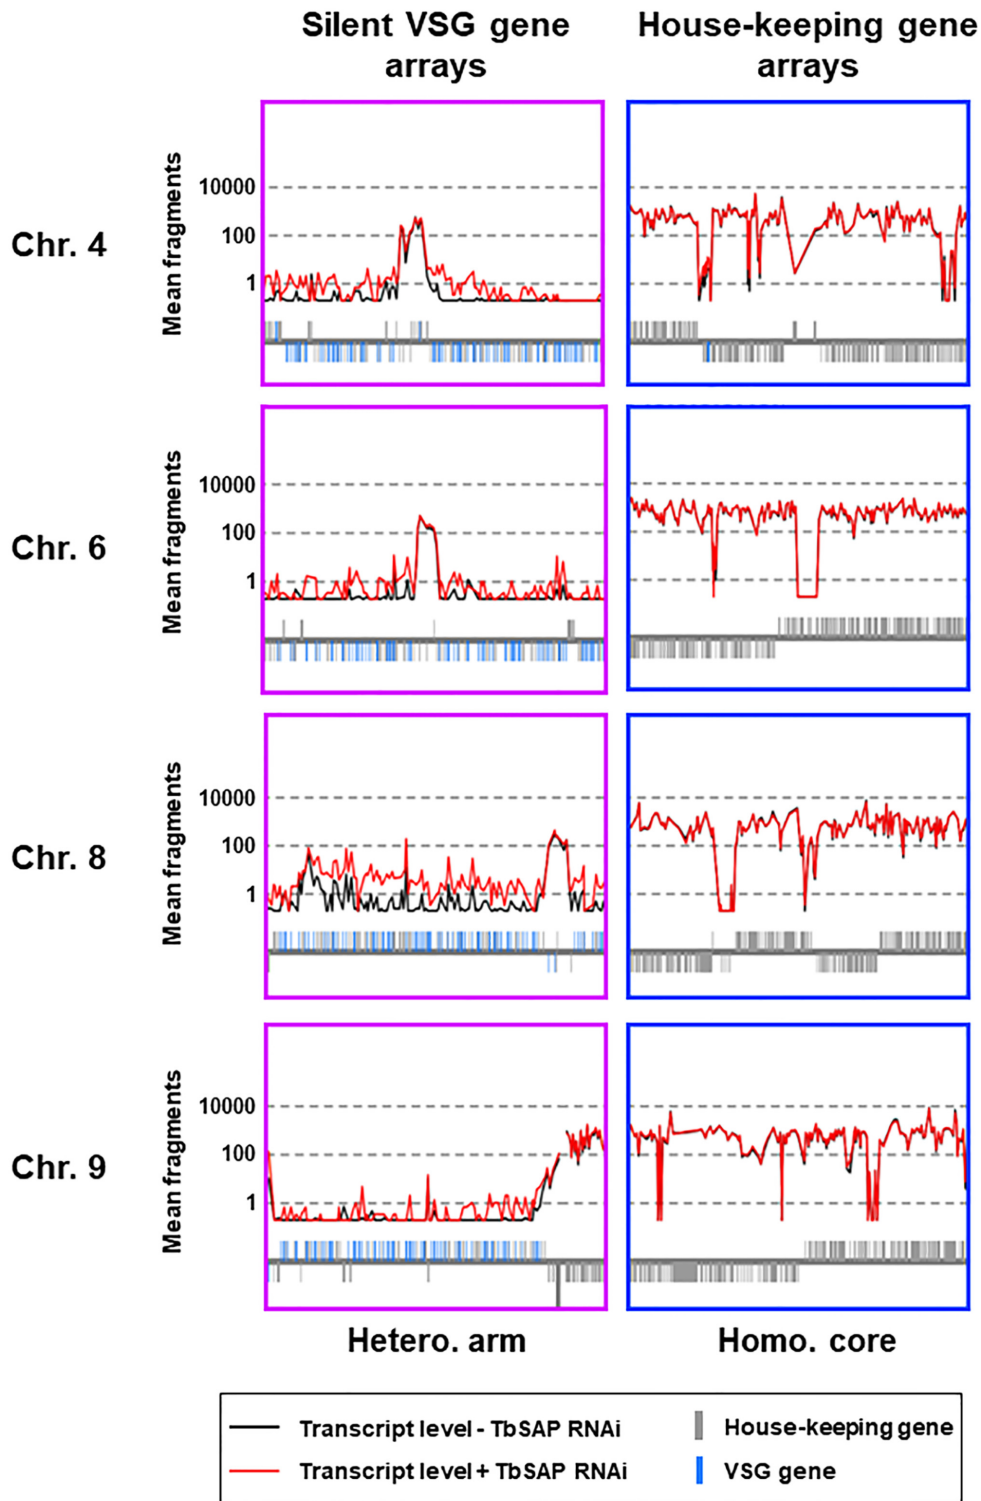 Silent VSG gene arrays
House-keeping gene arrays
Chr. 4
Mean fragments
10000
100
1
Chr. 6
Mean fragments
10000
100
1
Chr. 8
Mean fragments
10000
100
1
Chr. 9
Mean fragments
10000
100
1
Hetero. arm
Homo. core
Transcript level - TbSAP RNAi
House-keeping gene
Transcript level + TbSAP RNAi
VSG gene